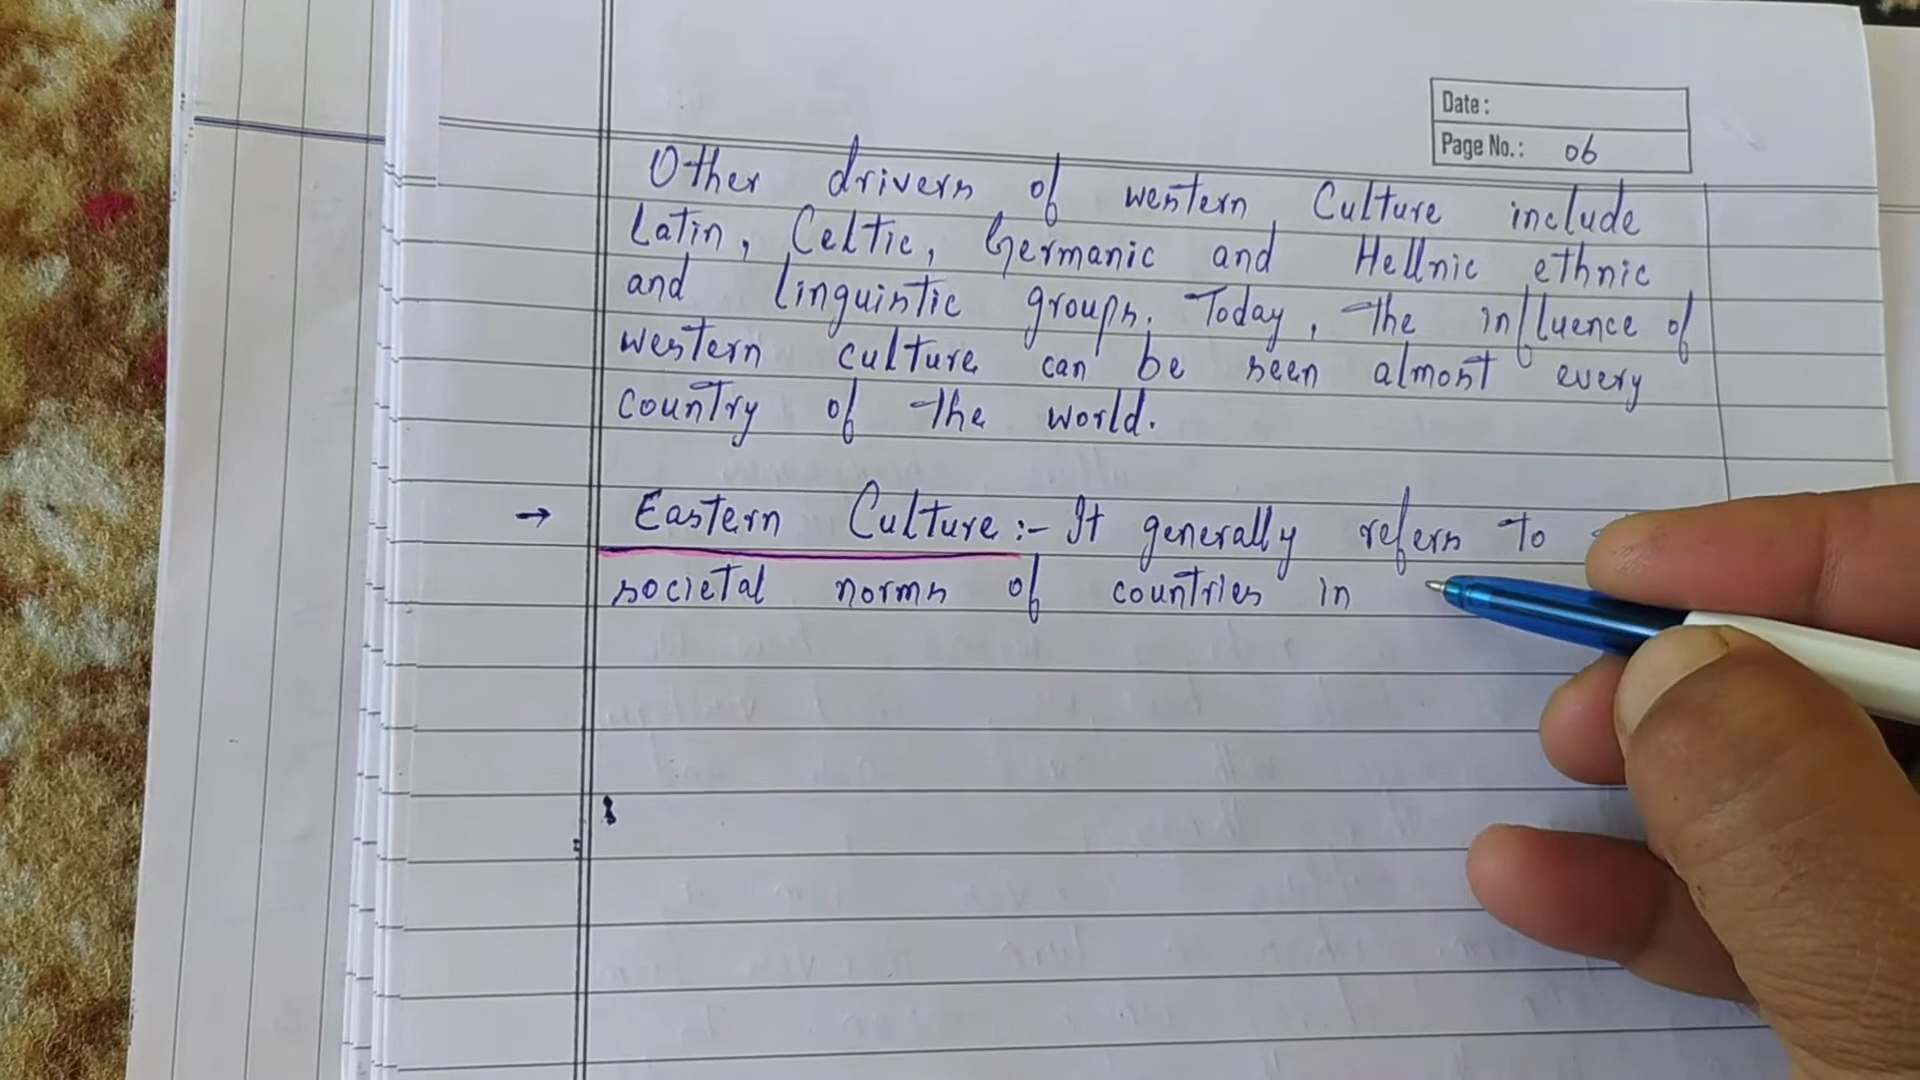 Date:
Page No.: 06
Other drivers of western Culture include
Latin, Celtic, Germanic and Hellnic ethnic
and linguistic groups. Today, the influence of
western culture can be seen almost every
country of the world.
→ Eastern Culture :- It generally refers to
societal norms of countries in